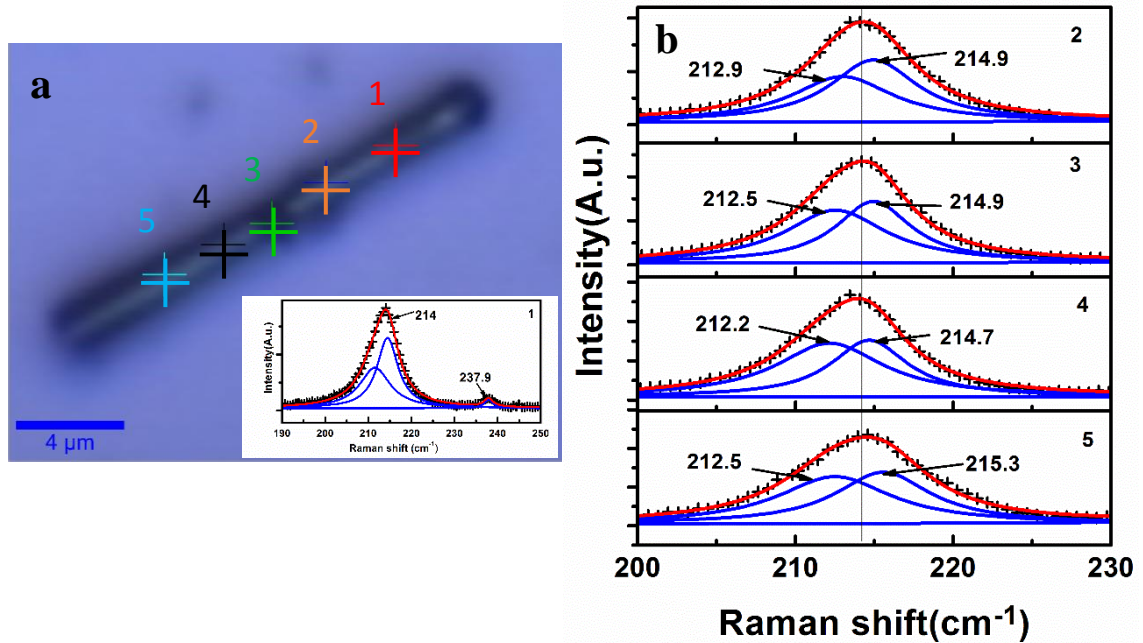 a
1
2
3
4
5
4 µm
1
214
237.9
Intensity(A.u.)
190 200 210 220 230 240 250
Raman shift (cm-1)
b
2
212.9
214.9
3
212.5
214.9
4
212.2
214.7
5
212.5
215.3
Intensity(A.u.)
200 210 220 230
Raman shift(cm-1)